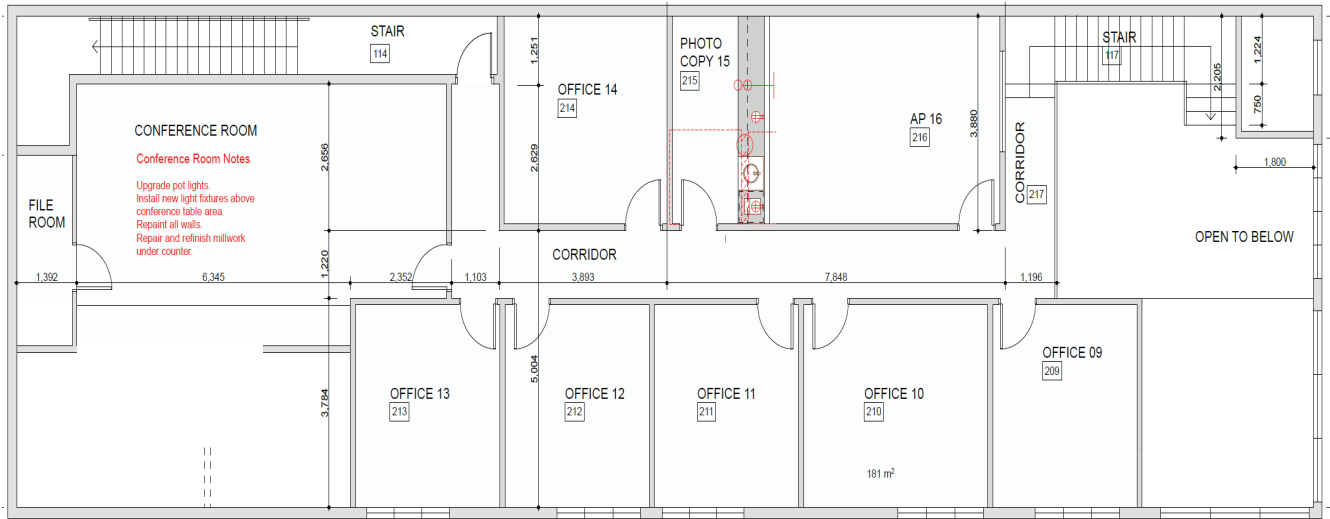 STAIR
114
1,251
2,629
OFFICE 14
214
PHOTO
COPY 15
215
AP 16
216
3,880
STAIR
117
2,205
1,224
750
1,800
CORRIDOR
217
OPEN TO BELOW
CONFERENCE ROOM
Conference Room Notes
Upgrade pot lights.
Install new light fixtures above
conference table area.
Repaint all walls.
Repair and refinish millwork
under counter.
2,656
FILE
ROOM
CORRIDOR
1,220
1,392
6,345
2,352
1,103
3,893
7,848
1,196
3,784
5,004
OFFICE 13
213
OFFICE 12
212
OFFICE 11
211
OFFICE 10
210
181 m²
OFFICE 09
209